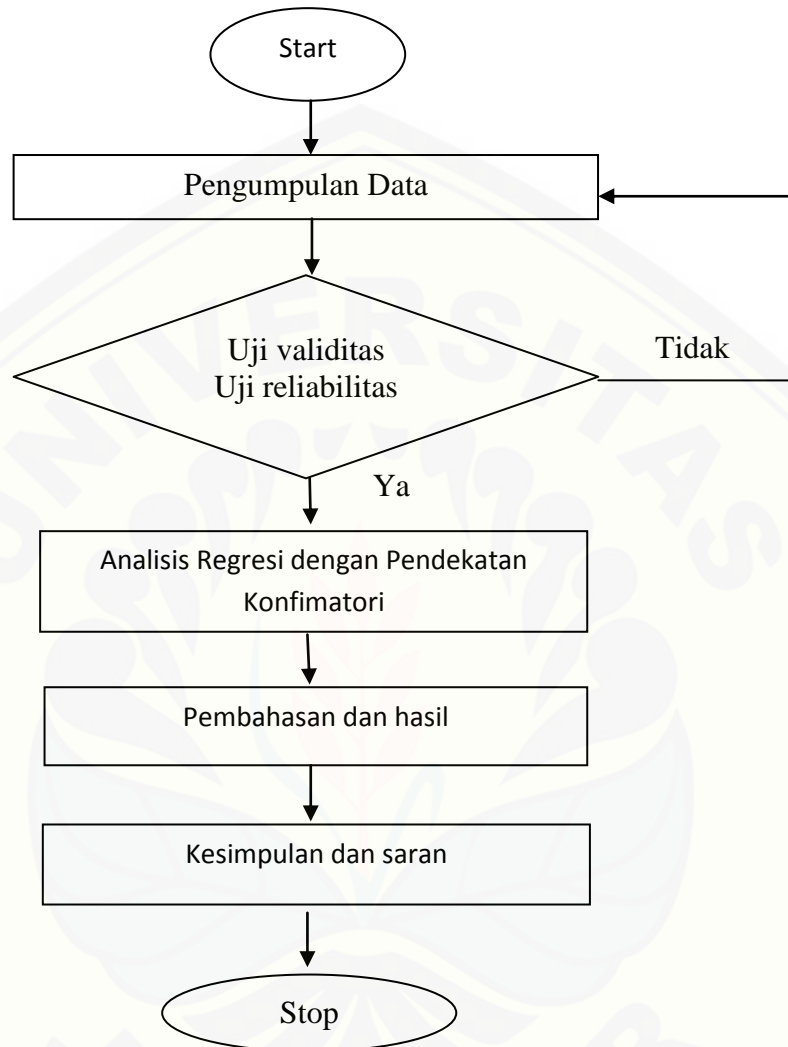 Start
Pengumpulan Data
Uji validitas
Uji reliabilitas
Tidak
Ya
Analisis Regresi dengan Pendekatan
Konfimatori
Pembahasan dan hasil
Kesimpulan dan saran
Stop
UNIVERSITAS